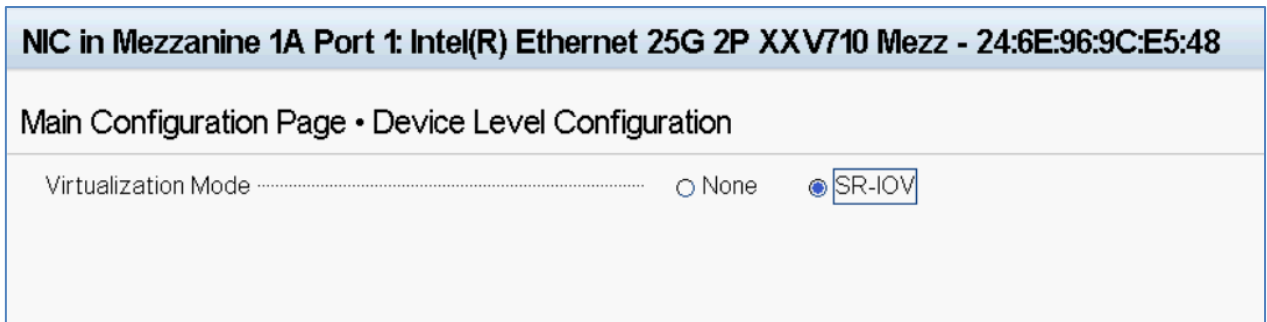 NIC in Mezzanine 1A Port 1: Intel(R) Ethernet 25G 2P XXV710 Mezz - 24:6E:96:9C:E5:48
Main Configuration Page • Device Level Configuration
Virtualization Mode None SR-IOV